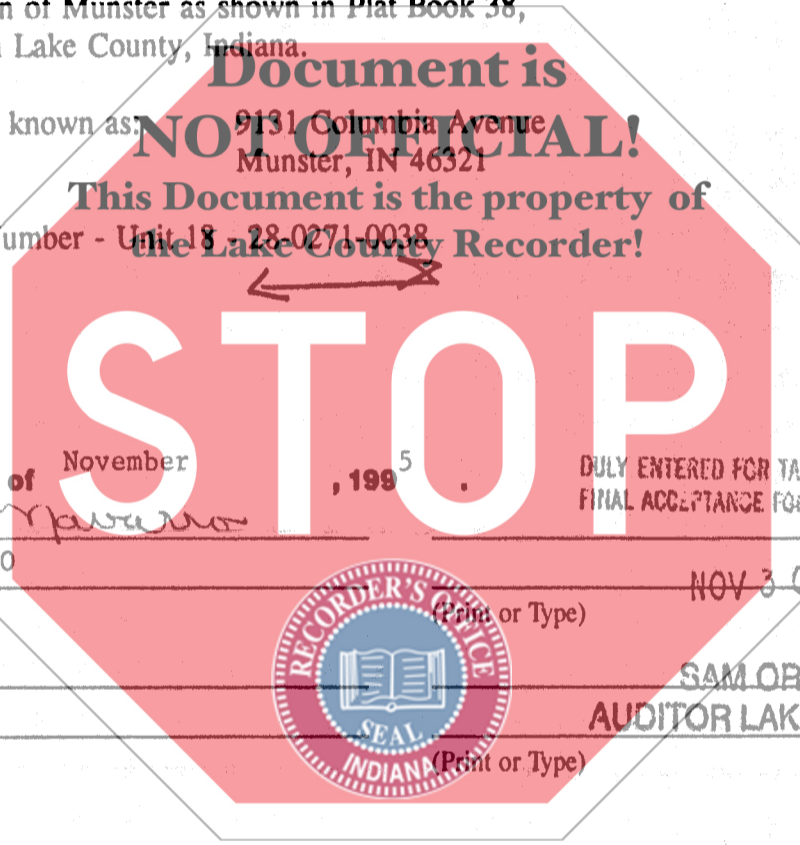 n of Munster as shown in Plat Book 38,
Lake County, Indiana.
Document is
known as: 9131 Columbia Avenue
NOT OFFICIAL!
Munster, IN 46321
This Document is the property of
umber - Unit 18 - 28-0271-0038
the Lake County Recorder!
STOP
of November , 1995 .
DULY ENTERED FOR TA
FINAL ACCEPTANCE FOR
Navarro
O
NOV 30
(Print or Type)
RECORDER'S OFFICE
SEAL
INDIANA
SAM OR
AUDITOR LAK
(Print or Type)